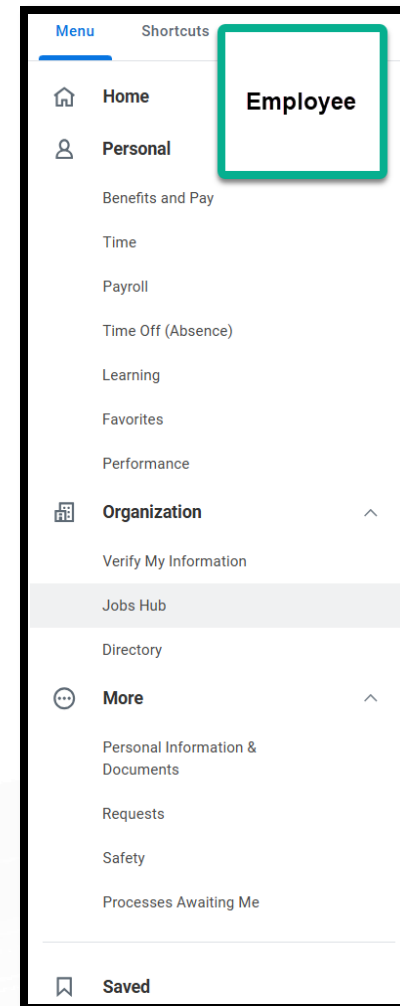 Menu Shortcuts
Employee
Home
Personal
Benefits and Pay
Time
Payroll
Time Off (Absence)
Learning
Favorites
Performance
Organization
Verify My Information
Jobs Hub
Directory
More
Personal Information &
Documents
Requests
Safety
Processes Awaiting Me
Saved